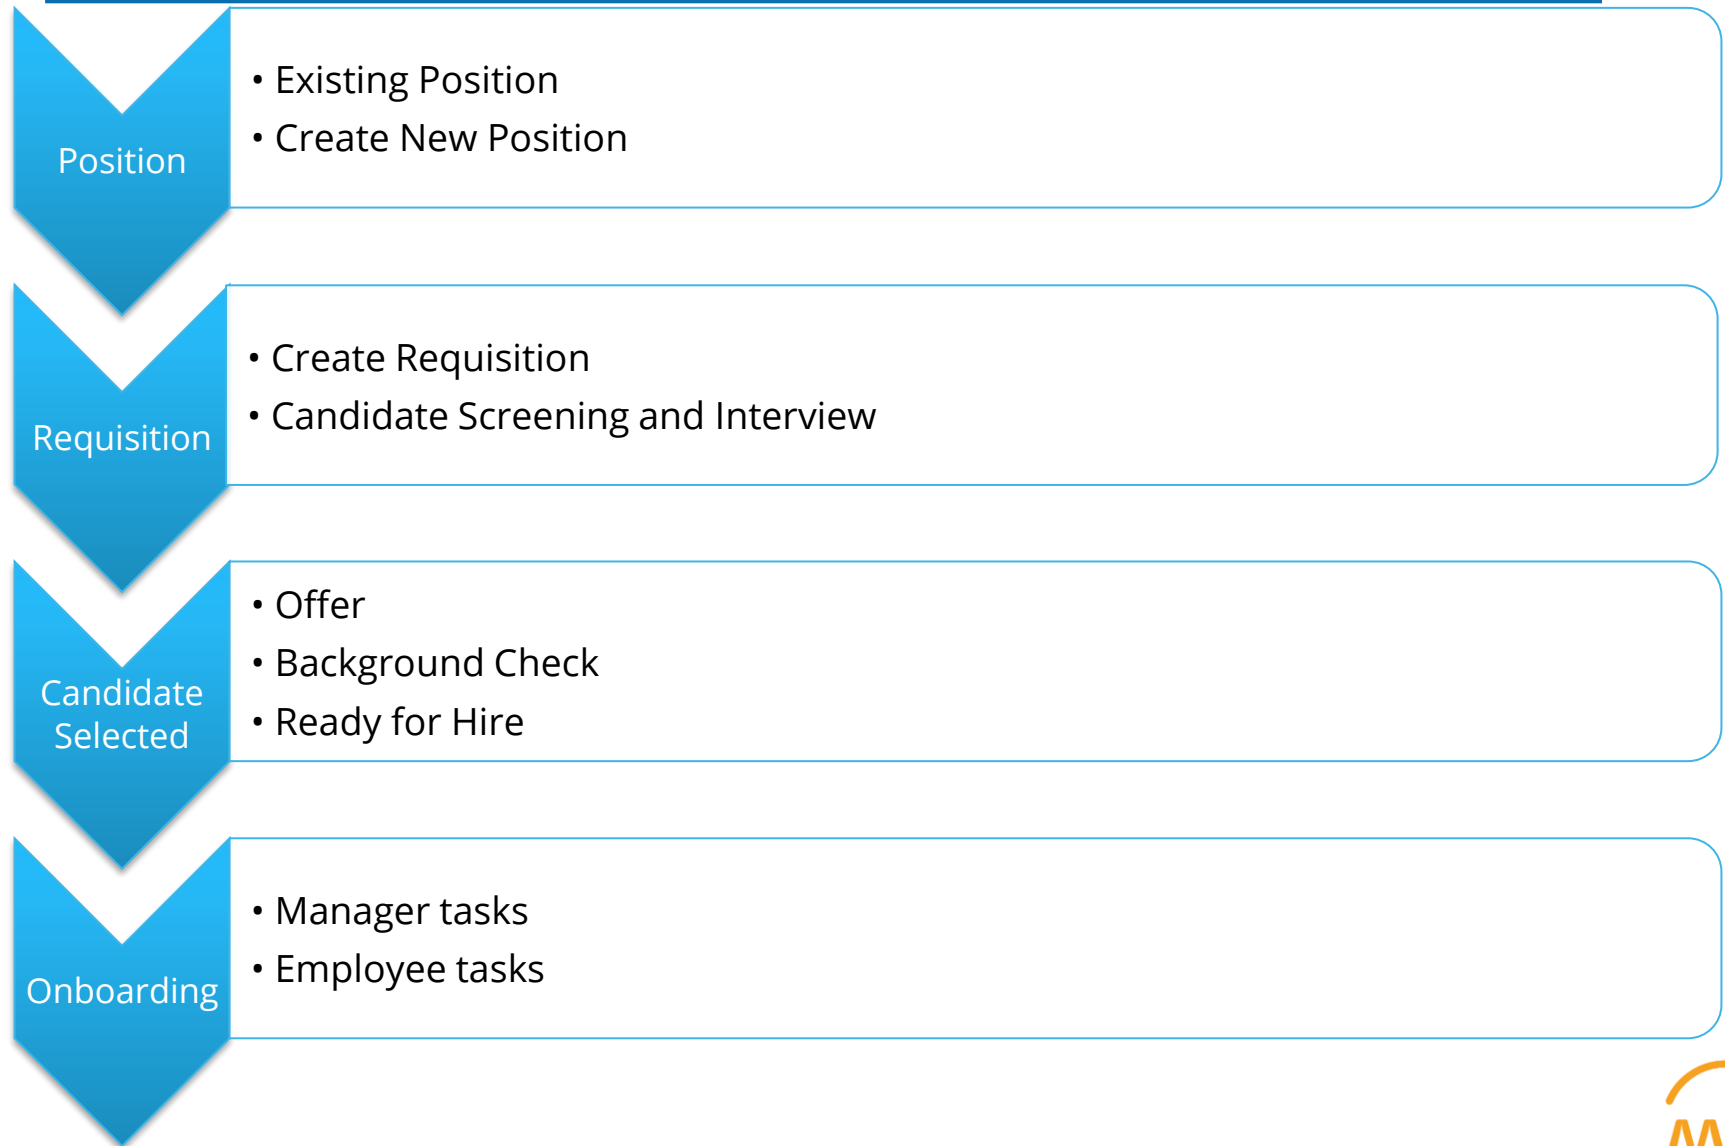 Position
• Existing Position
• Create New Position
Requisition
• Create Requisition
• Candidate Screening and Interview
Candidate
Selected
• Offer
• Background Check
• Ready for Hire
Onboarding
• Manager tasks
• Employee tasks